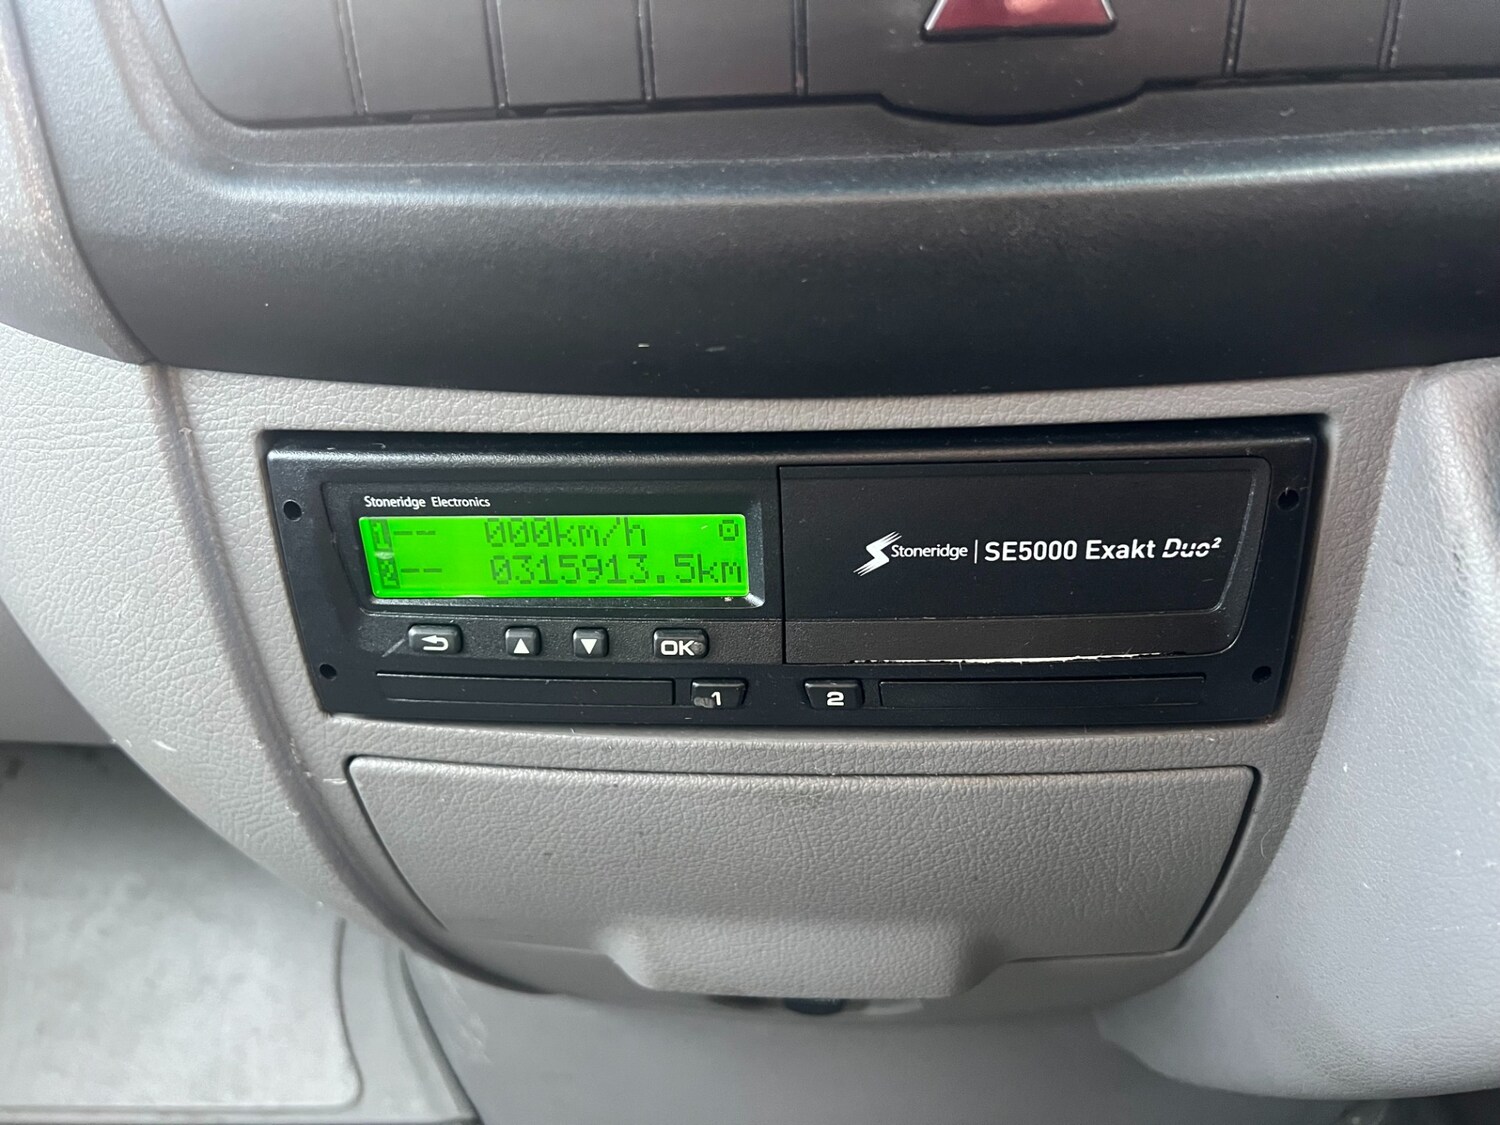 Stoneridge Electronics
1 -- 000km/h
2 -- 0315913.5km
Stoneridge | SE5000 Exakt Duo²
OK
1 2